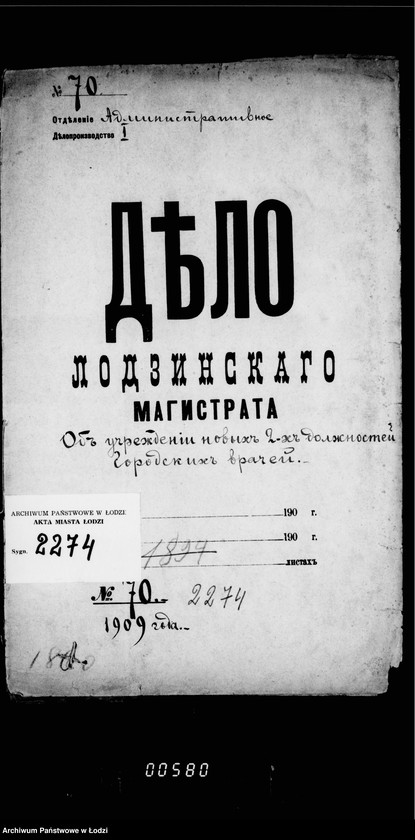 № 70
Отдѣленіе Административное
Дѣлопроизводство I
ДѢЛО
ЛОДЗИНСКАГО
МАГИСТРАТА
Объ учрежденіи новыхъ 2-хъ должностей
Городскихъ врачей.
ARCHIWUM PAŃSTWOWE W ŁODZI
AKTA MIASTA ŁODZI
Sygn. 2274
190 г.
190 г.
1894
листахъ
№ 70.
2274
1909 года.
00580
Archiwum Państwowe w Łodzi